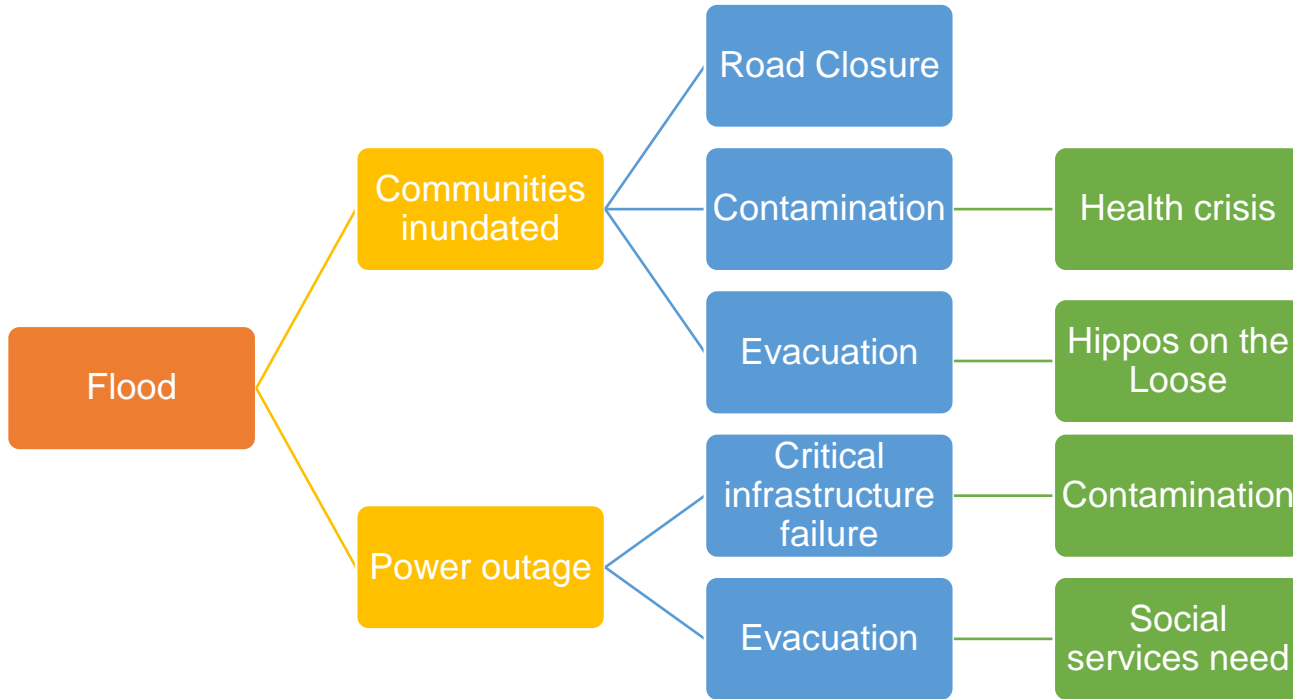 Road Closure
Communities
inundated
Contamination
Health crisis
Flood
Evacuation
Hippos on the
Loose
Power outage
Critical
infrastructure
failure
Contamination
Evacuation
Social
services need